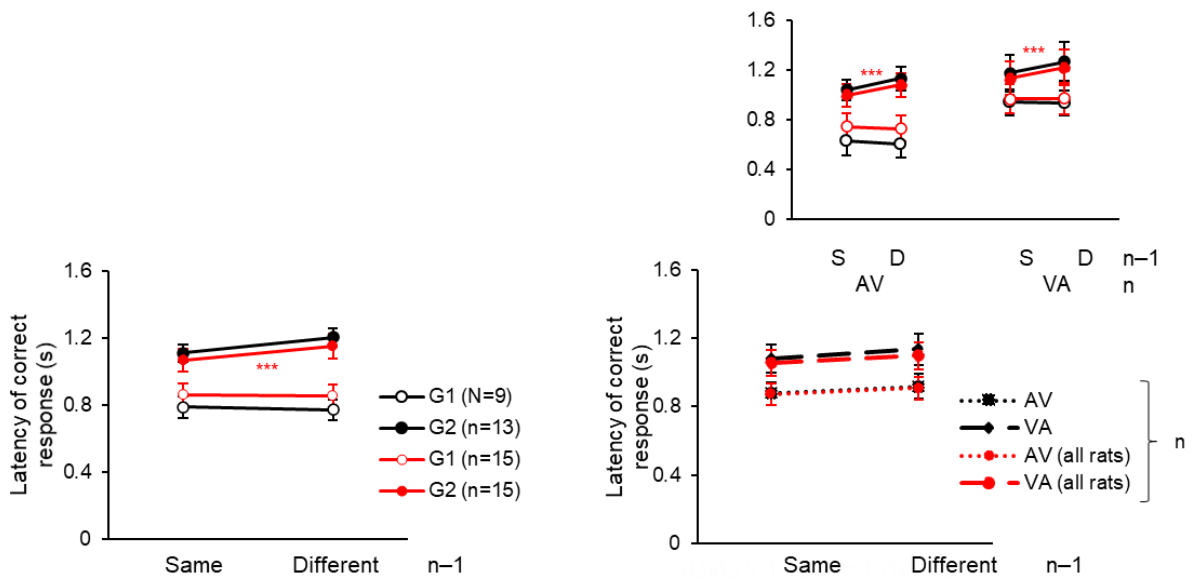 1.6
1.2
***
***
0.8
0.4
0
S D S D n–1
AV VA n
1.6
1.2
***
0.8
0.4
0
Latency of correct
response (s)
G1 (N=9)
G2 (n=13)
G1 (n=15)
G2 (n=15)
Same Different n–1
1.6
1.2
0.8
0.4
0
Latency of correct
response (s)
AV
VA
AV (all rats)
VA (all rats)
n
Same Different n–1